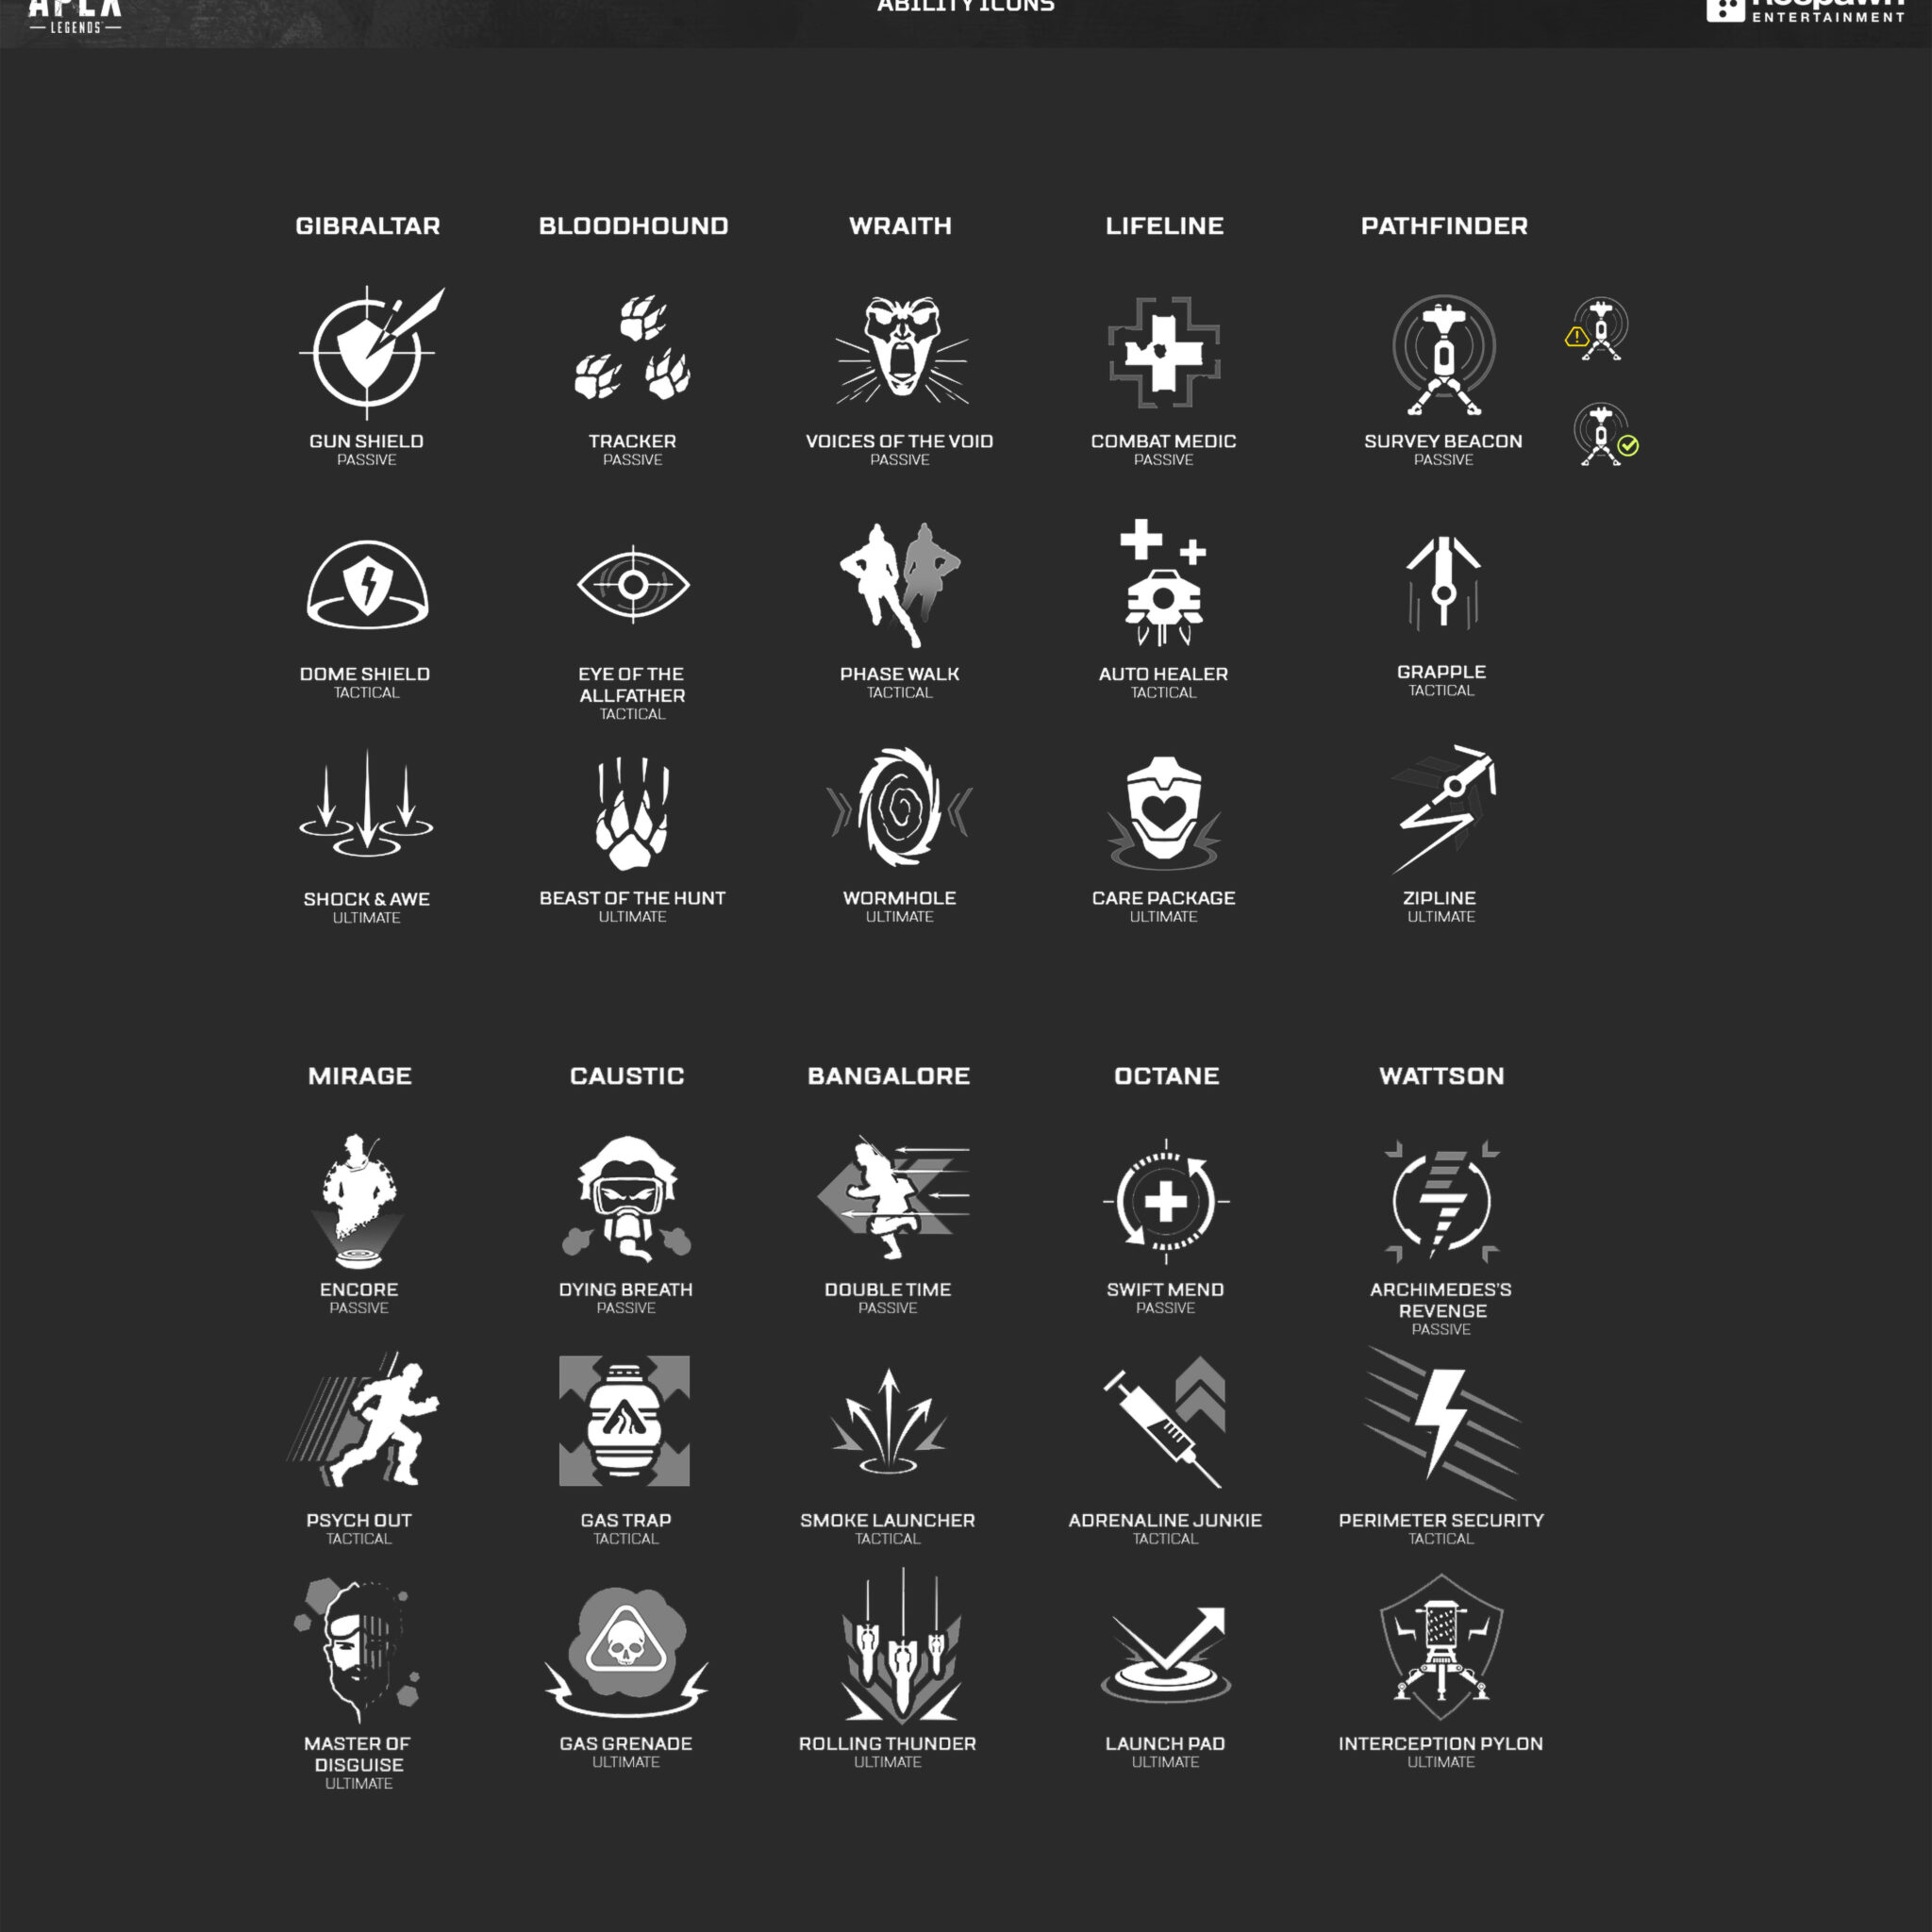 APEX
LEGENDS
ABILITY ICONS
Respawn
ENTERTAINMENT
GIBRALTAR
BLOODHOUND
WRAITH
LIFELINE
PATHFINDER
GUN SHIELD
PASSIVE
TRACKER
PASSIVE
VOICES OF THE VOID
PASSIVE
COMBAT MEDIC
PASSIVE
SURVEY BEACON
PASSIVE
DOME SHIELD
TACTICAL
EYE OF THE
ALLFATHER
TACTICAL
PHASE WALK
TACTICAL
AUTO HEALER
TACTICAL
GRAPPLE
TACTICAL
SHOCK & AWE
ULTIMATE
BEAST OF THE HUNT
ULTIMATE
WORMHOLE
ULTIMATE
CARE PACKAGE
ULTIMATE
ZIPLINE
ULTIMATE
MIRAGE
CAUSTIC
BANGALORE
OCTANE
WATTSON
ENCORE
PASSIVE
DYING BREATH
PASSIVE
DOUBLE TIME
PASSIVE
SWIFT MEND
PASSIVE
ARCHIMEDES'S
REVENGE
PASSIVE
PSYCH OUT
TACTICAL
GAS TRAP
TACTICAL
SMOKE LAUNCHER
TACTICAL
ADRENALINE JUNKIE
TACTICAL
PERIMETER SECURITY
TACTICAL
MASTER OF
DISGUISE
ULTIMATE
GAS GRENADE
ULTIMATE
ROLLING THUNDER
ULTIMATE
LAUNCH PAD
ULTIMATE
INTERCEPTION PYLON
ULTIMATE